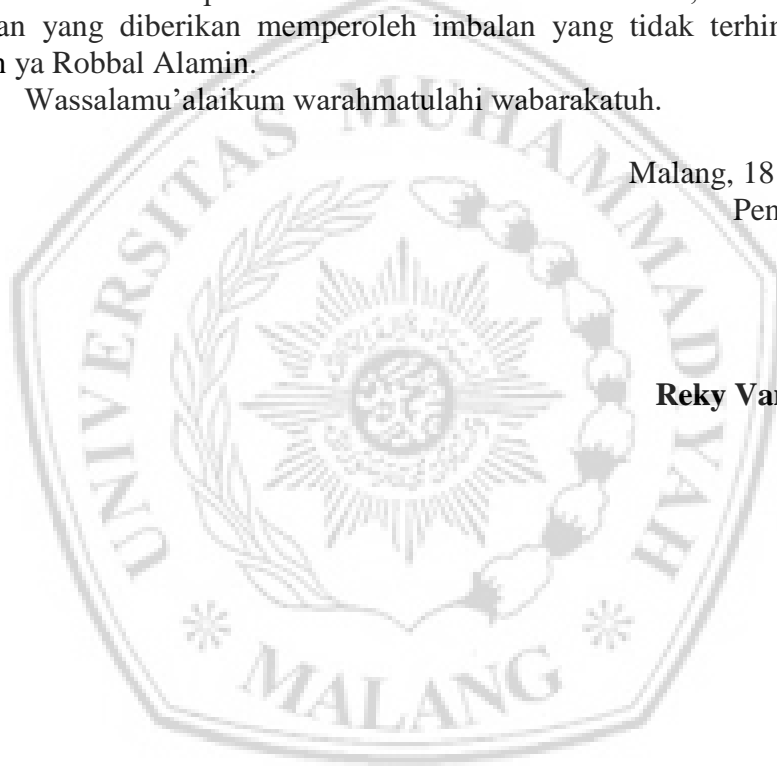 an yang diberikan memperoleh imbalan yang tidak terhin
n ya Robbal Alamin.
Wassalamu’alaikum warahmatulahi wabarakatuh.
Malang, 18
Pen
Reky Var
UNIVERSITAS MUHAMMADIYAH
MALANG